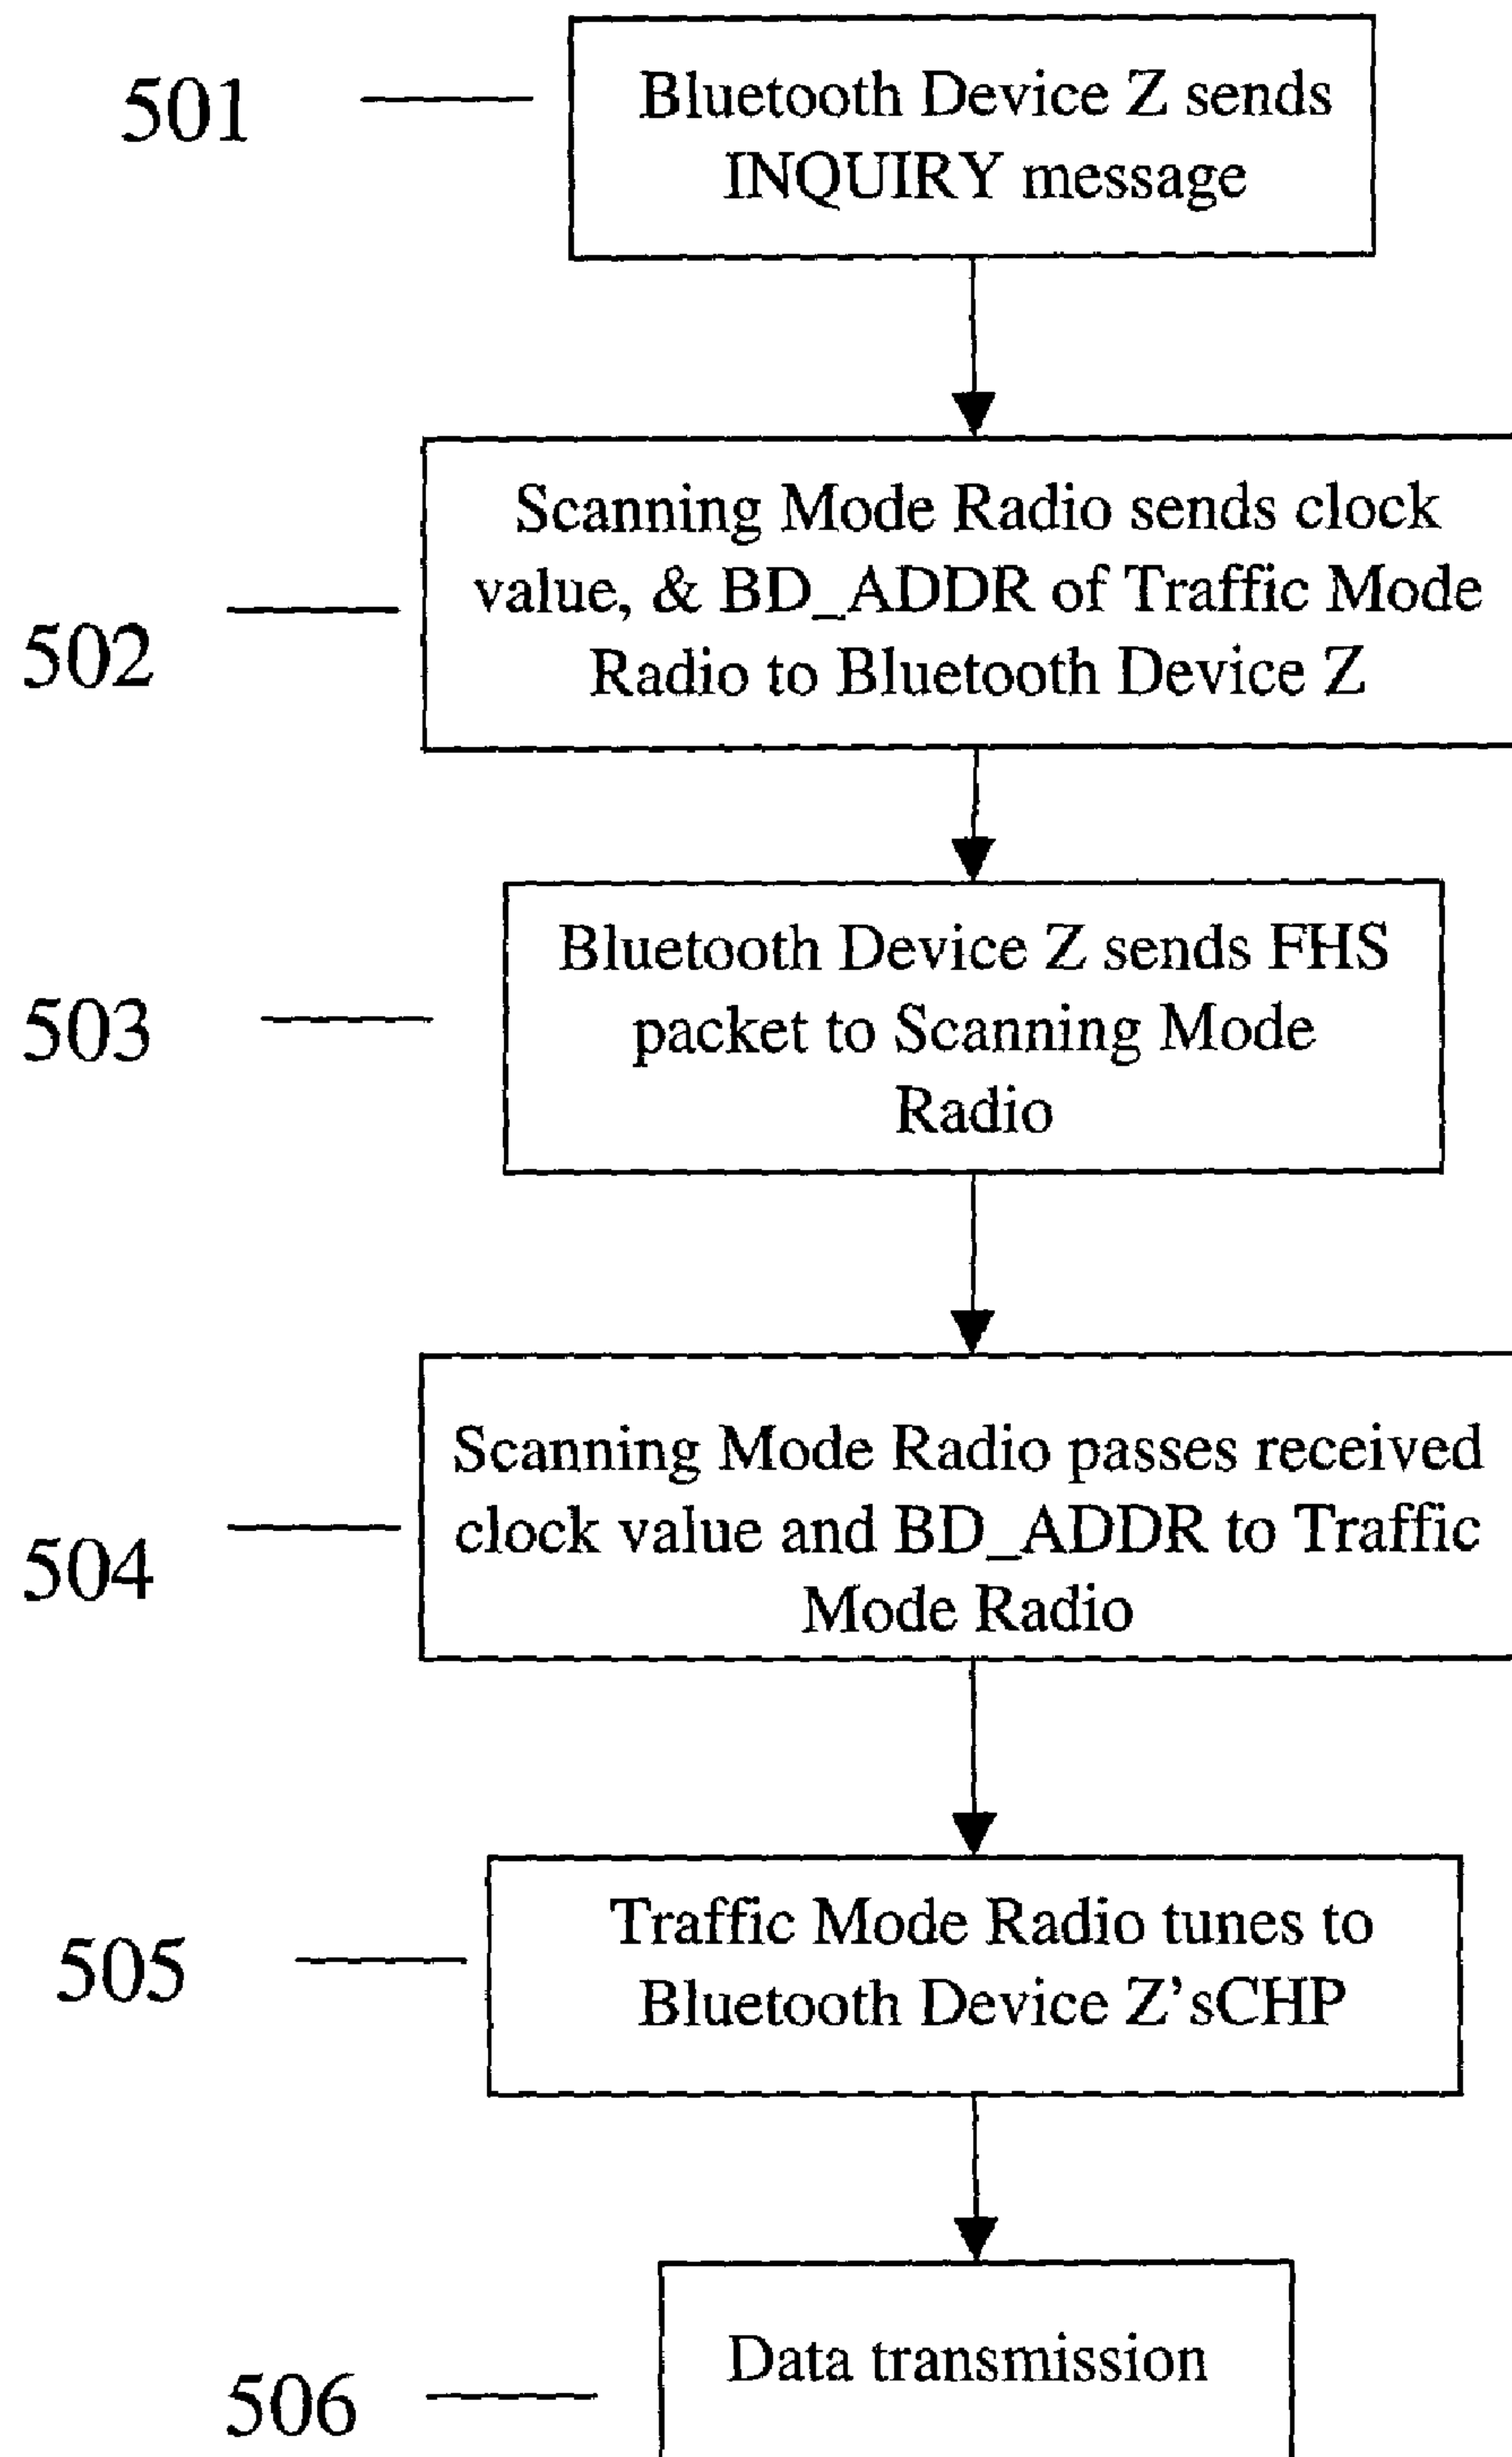 501
Bluetooth Device Z sends
INQUIRY message
502
Scanning Mode Radio sends clock
value, & BD_ADDR of Traffic Mode
Radio to Bluetooth Device Z
503
Bluetooth Device Z sends FHS
packet to Scanning Mode
Radio
504
Scanning Mode Radio passes received
clock value and BD_ADDR to Traffic
Mode Radio
505
Traffic Mode Radio tunes to
Bluetooth Device Z'sCHP
506
Data transmission